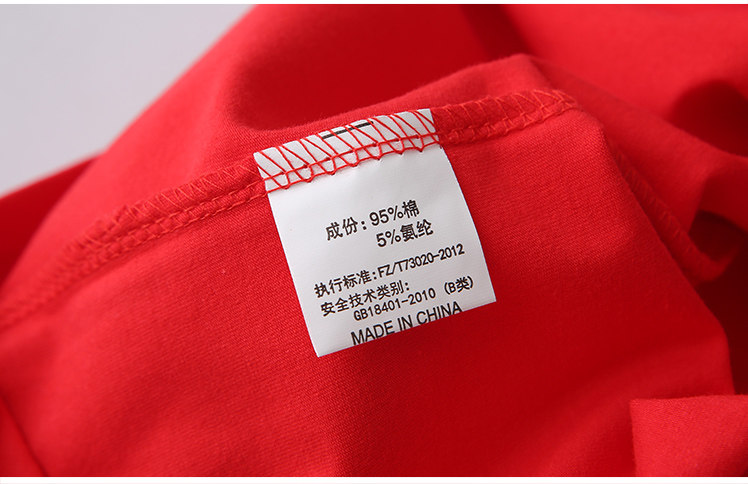 成份：95%棉
5%氨纶
执行标准：FZ/T73020-2012
安全技术类别：
GB18401-2010（B类）
MADE IN CHINA